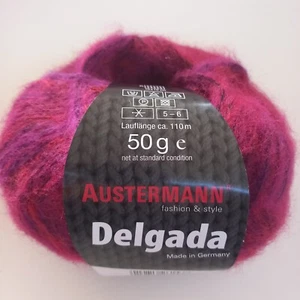 5 - 6
Lauflänge ca. 110 m
50 g e
net at standard condition
AUSTERMANN
fashion & style
Delgada
Made in Germany